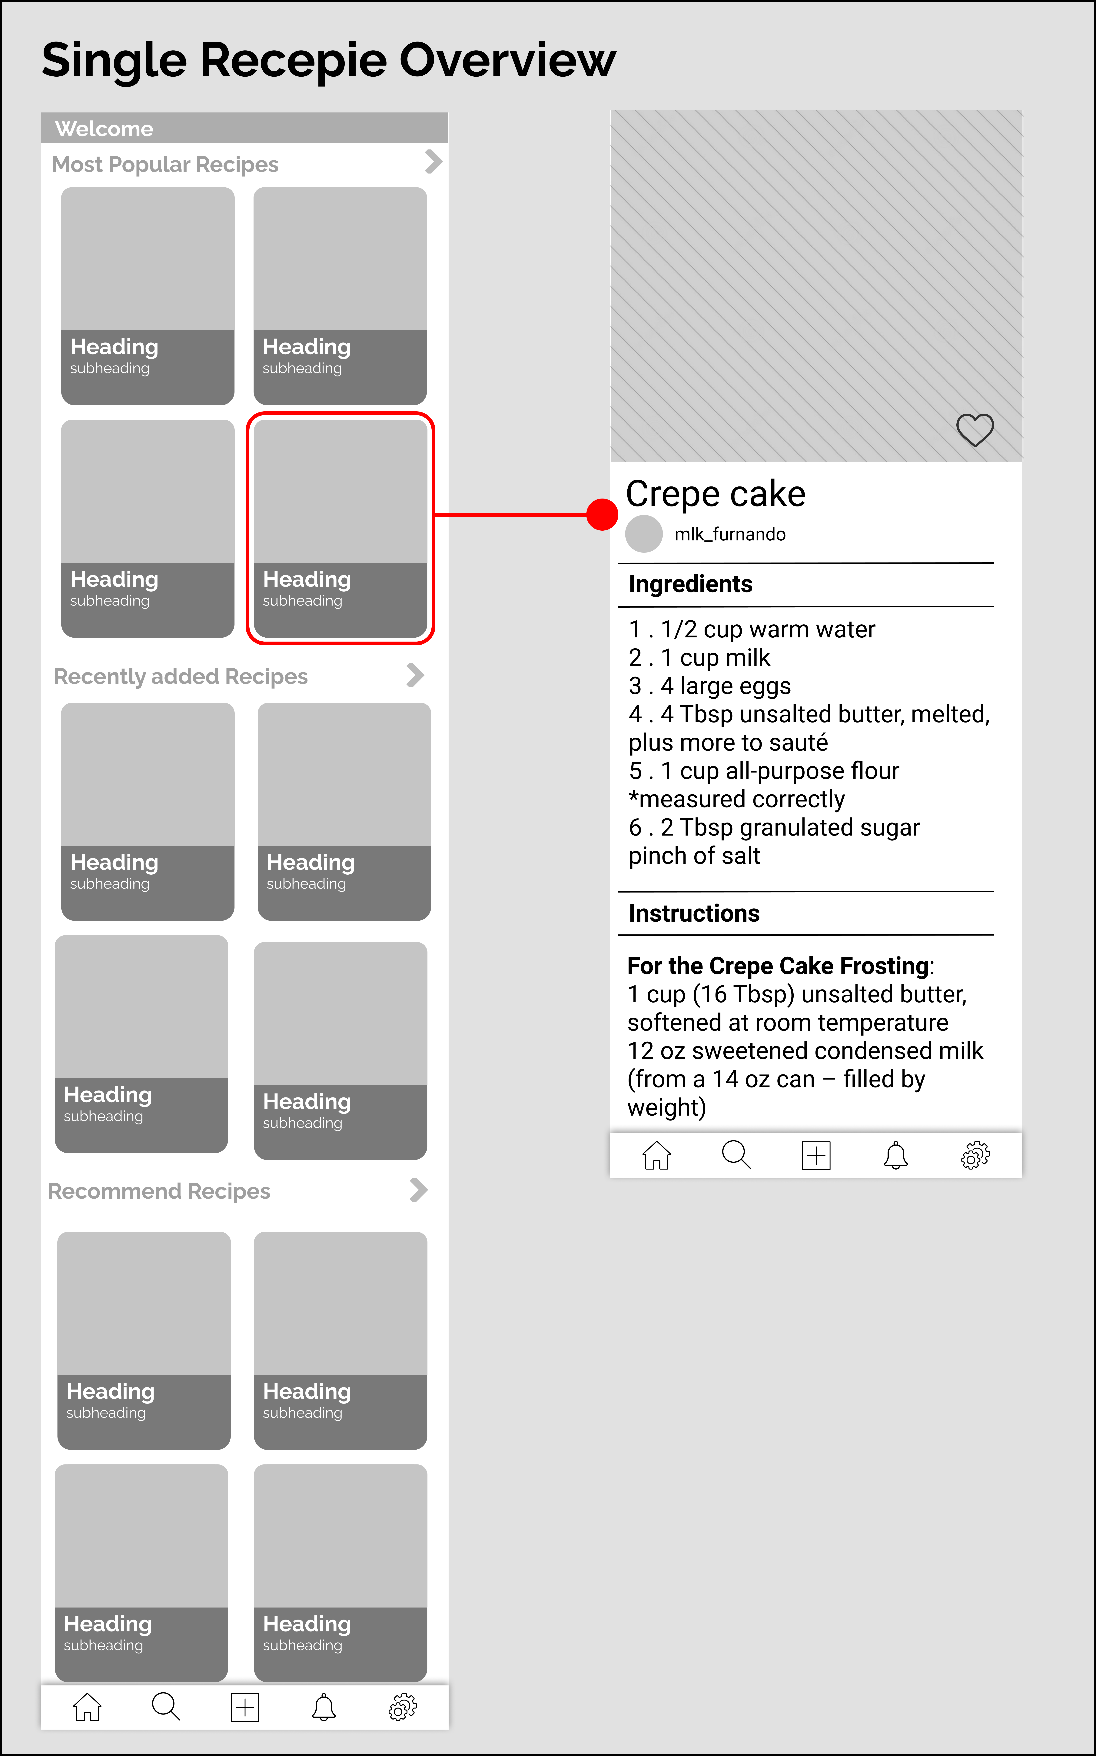 Single Recepie Overview
Welcome
Most Popular Recipes
Heading
subheading
Heading
subheading
Heading
subheading
Heading
subheading
Recently added Recipes
Heading
subheading
Heading
subheading
Heading
subheading
Heading
subheading
Recommend Recipes
Heading
subheading
Heading
subheading
Heading
subheading
Heading
subheading
Crepe cake
mlk_furnando
Ingredients
1 . 1/2 cup warm water
2 . 1 cup milk
3 . 4 large eggs
4 . 4 Tbsp unsalted butter, melted,
plus more to sauté
5 . 1 cup all-purpose flour
*measured correctly
6 . 2 Tbsp granulated sugar
pinch of salt
Instructions
For the Crepe Cake Frosting:
1 cup (16 Tbsp) unsalted butter,
softened at room temperature
12 oz sweetened condensed milk
(from a 14 oz can – filled by
weight)